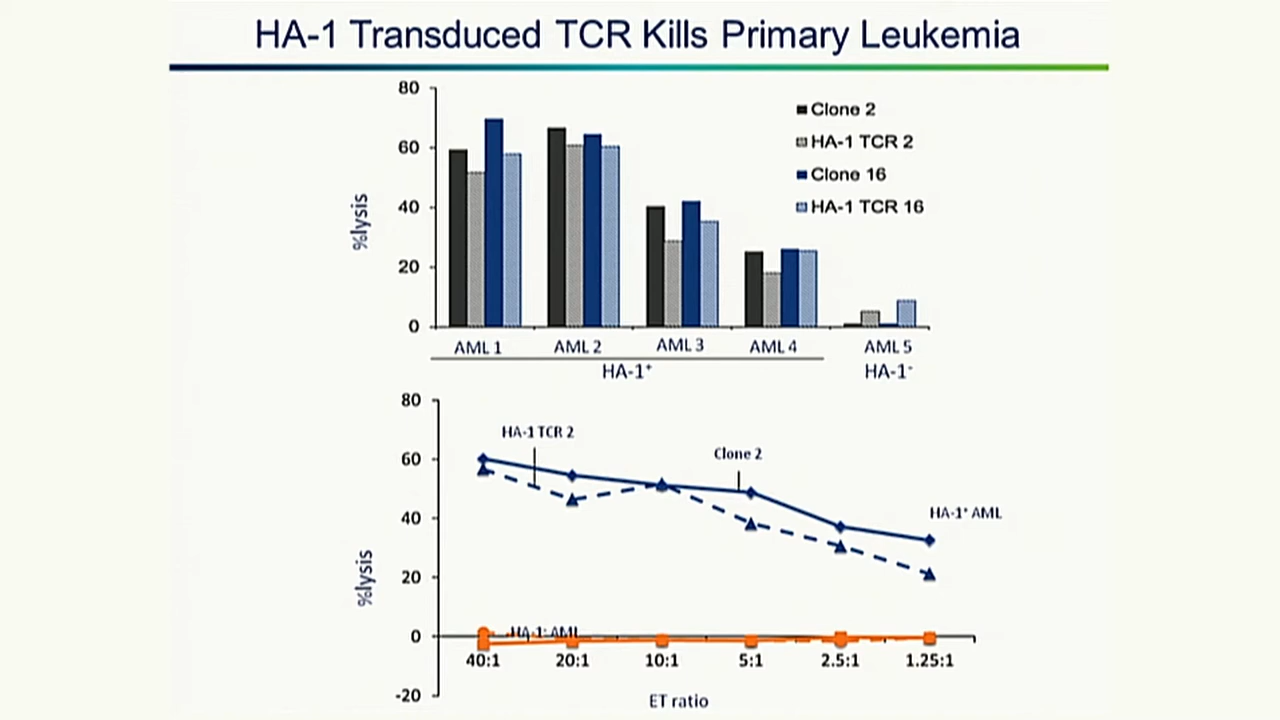 HA-1 Transduced TCR Kills Primary Leukemia
80
60
40
20
0
%lysis
Clone 2
HA-1 TCR 2
Clone 16
HA-1 TCR 16
AML 1 AML 2 AML 3 AML 4 AML 5
HA-1⁺ HA-1⁻
80
60
40
20
0
-20
%lysis
HA-1 TCR 2
Clone 2
HA-1⁺ AML
HA-1⁻ AML
40:1 20:1 10:1 5:1 2.5:1 1.25:1
ET ratio